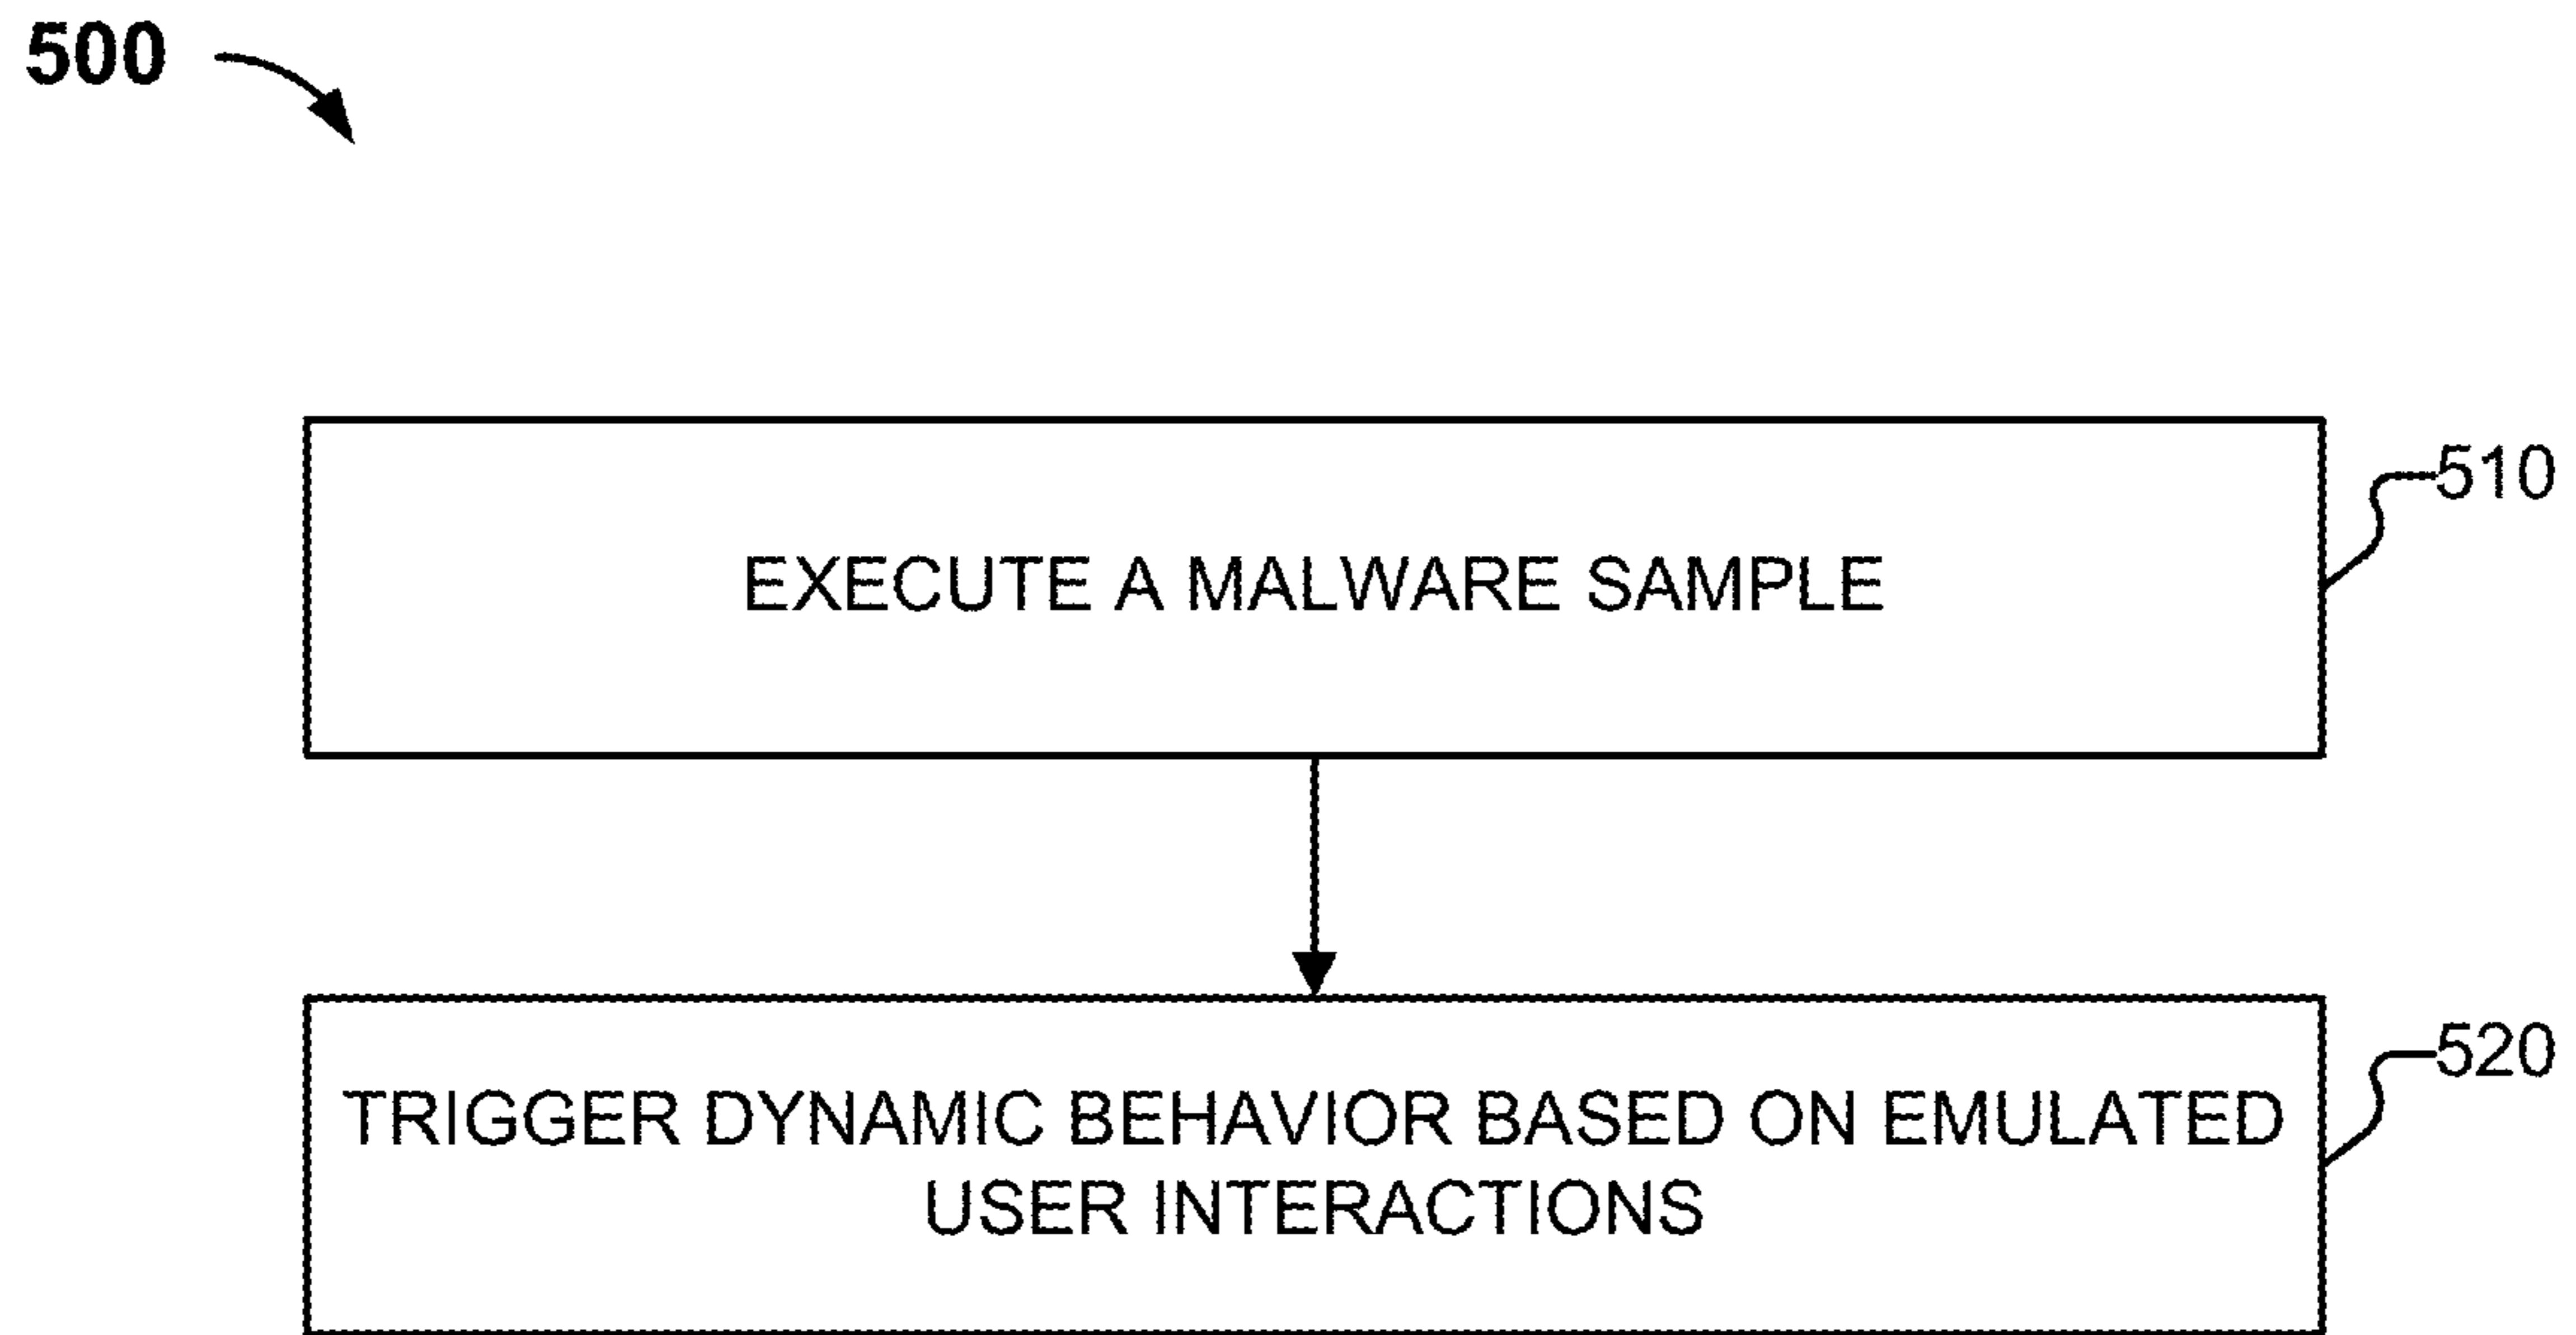 500
510
EXECUTE A MALWARE SAMPLE
520
TRIGGER DYNAMIC BEHAVIOR BASED ON EMULATED
USER INTERACTIONS